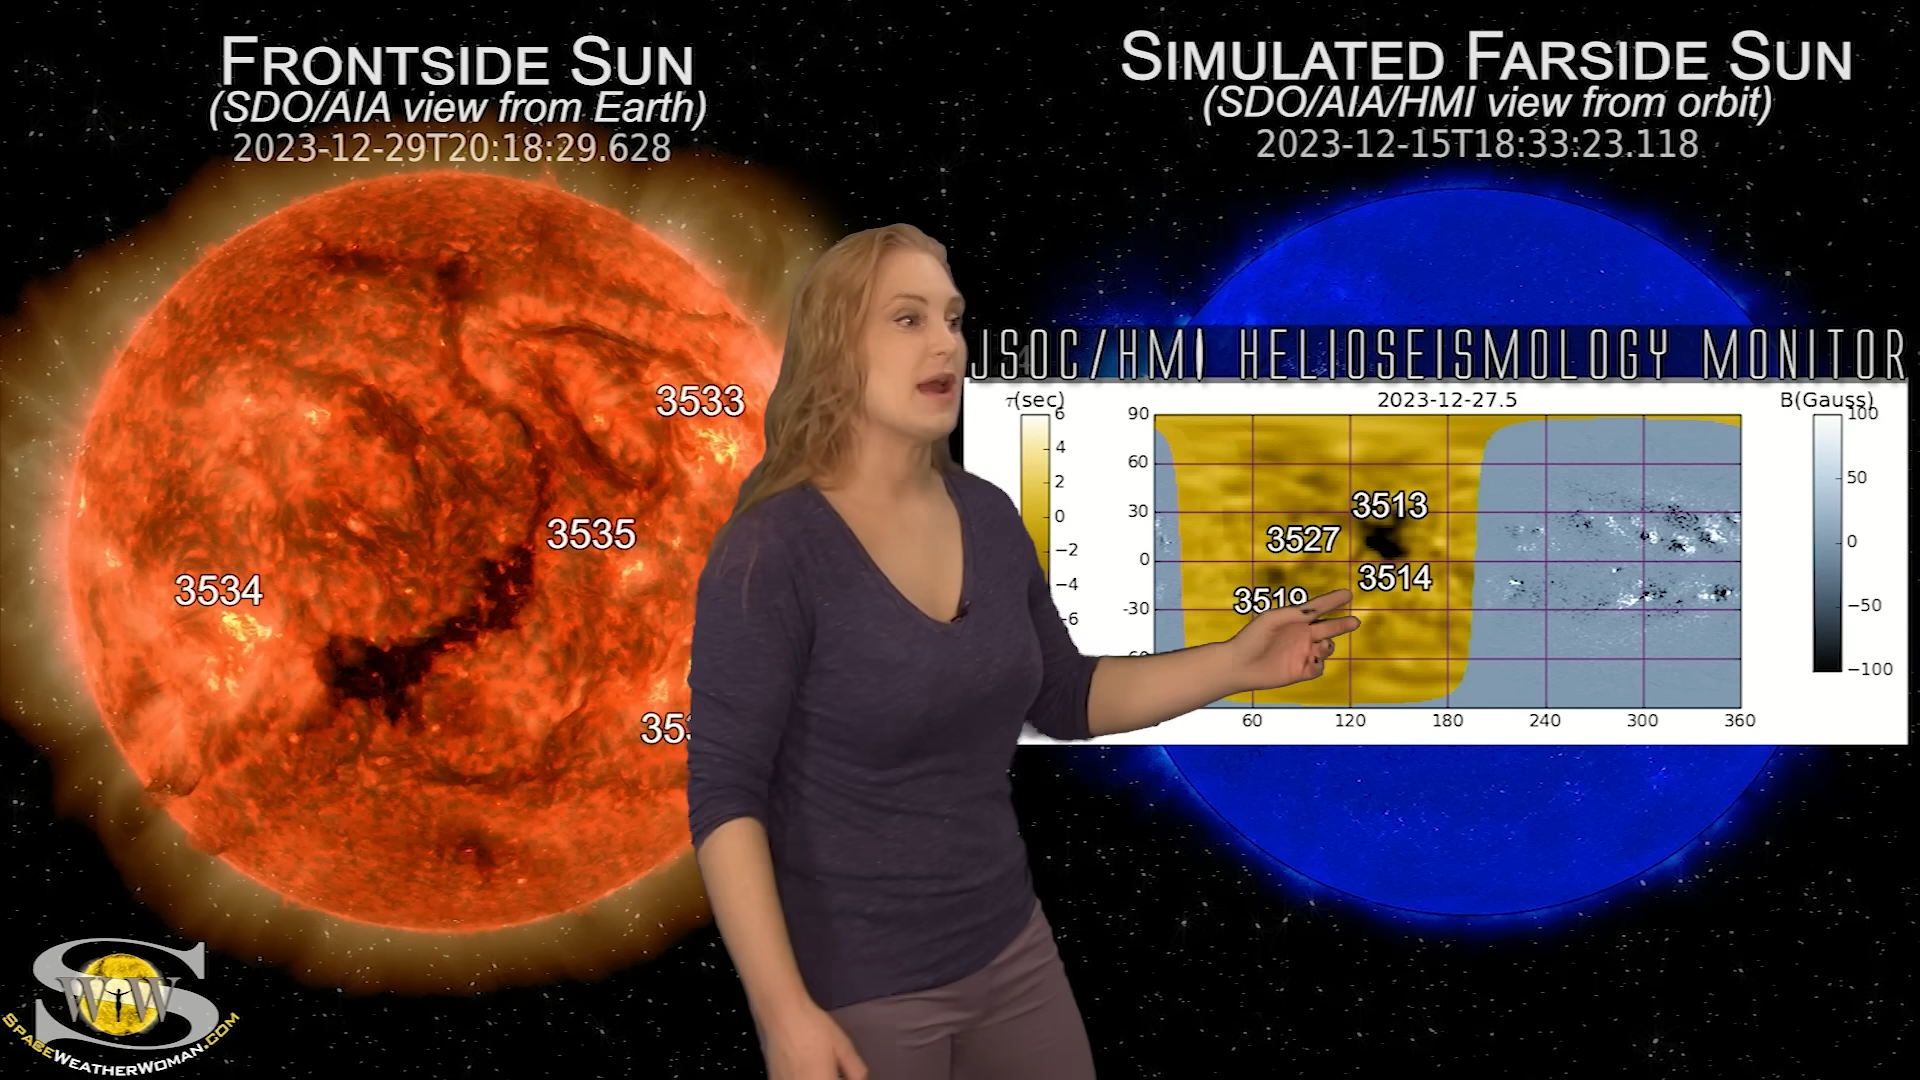 FRONTSIDE SUN
(SDO/AIA view from Earth)
2023-12-29T20:18:29.628
3533
3535
3534
SIMULATED FARSIDE SUN
(SDO/AIA/HMI view from orbit)
2023-12-15T18:33:23.118
JSOC/HMI HELIOSEISMOLOGY MONITOR
τ(sec)
2023-12-27.5
B(Gauss)
6
4
2
0
−2
−4
-6
90
60
30
0
-30
60
120
180
240
300
360
100
50
0
−50
−100
3513
3527
3514
3519
SWW
SPACEWEATHERWOMAN.COM